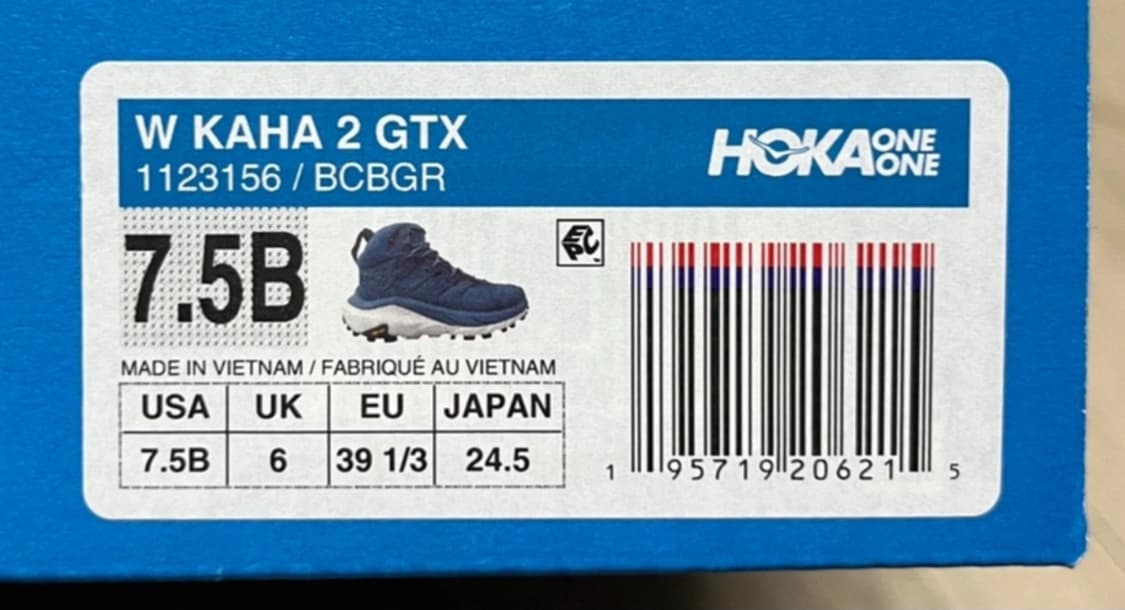 W KAHA 2 GTX
1123156 / BCBGR
HOKA ONE ONE
7.5B
EPC
MADE IN VIETNAM / FABRIQUÉ AU VIETNAM
USA UK EU JAPAN
7.5B 6 39 1/3 24.5
1 95719 20621 5